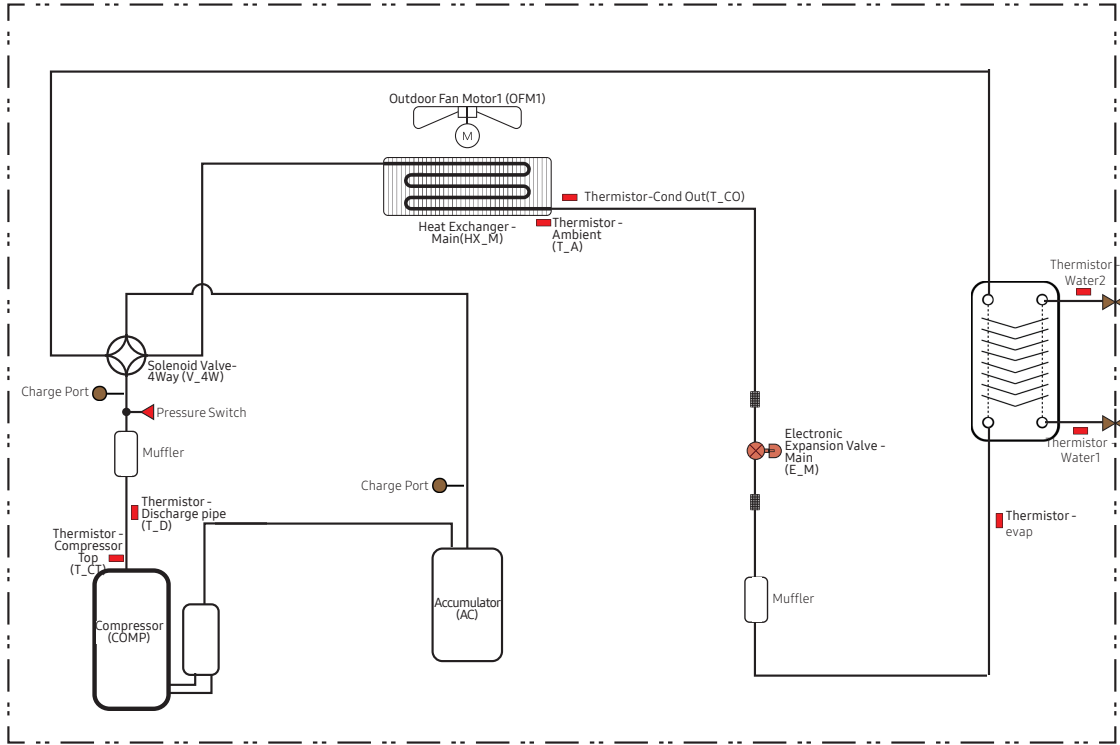 Outdoor Fan Motor1 (OFM1)
M
Thermistor-Cond Out(T_CO)
Heat Exchanger -
Main(HX_M)
Thermistor -
Ambient
(T_A)
Thermistor -
Water2
Solenoid Valve-
4Way (V_4W)
Charge Port
Pressure Switch
Muffler
Electronic
Expansion Valve -
Main
(E_M)
Thermistor -
Water1
Charge Port
Thermistor -
Discharge pipe
(T_D)
Thermistor -
evap
Thermistor -
Compressor
Top
(T_CT)
Muffler
Accumulator
(AC)
Compressor
(COMP)